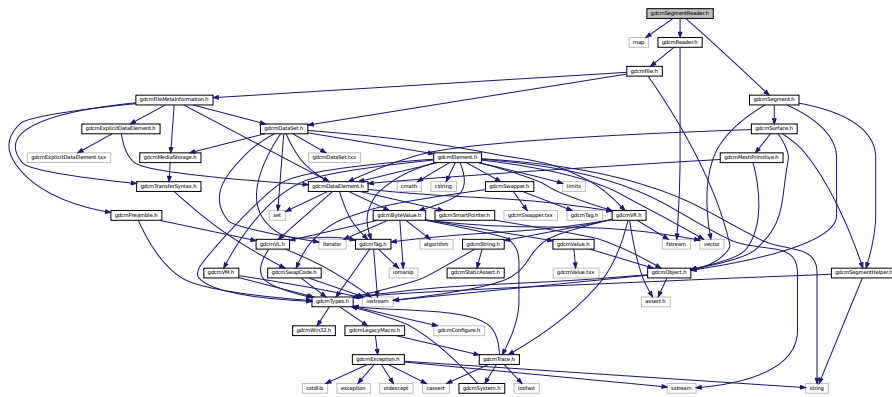 gdcmSegmentReader.h
map
gdcmReader.h
gdcmFile.h
gdcmFileMetaInformation.h
gdcmSegment.h
gdcmExplicitDataElement.h
gdcmDataSet.h
gdcmSurface.h
gdcmExplicitDataElement.txx
gdcmMediaStorage.h
gdcmDataSet.txx
gdcmElement.h
gdcmMeshPrimitive.h
gdcmTransferSyntax.h
gdcmDataElement.h
cmath
cstring
gdcmSwapper.h
limits
gdcmPreamble.h
set
gdcmByteValue.h
gdcmSmartPointer.h
gdcmSwapper.txx
gdcmTag.h
gdcmVR.h
gdcmVL.h
iterator
gdcmTag.h
algorithm
gdcmString.h
gdcmValue.h
fstream
vector
gdcmVM.h
gdcmSwapCode.h
iomanip
gdcmStaticAssert.h
gdcmValue.txx
gdcmObject.h
gdcmSegmentHelper.h
gdcmTypes.h
iostream
assert.h
gdcmWin32.h
gdcmLegacyMacro.h
gdcmConfigure.h
gdcmException.h
gdcmTrace.h
cstdlib
exception
stdexcept
cassert
gdcmSystem.h
iosfwd
sstream
string